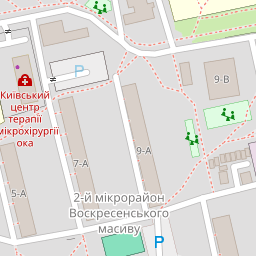 P
9-В
Київський
центр
терапії
мікрохірургії
ока
7-А
9-А
5-А
2-й мікрорайон
Воскресенського
масиву
P